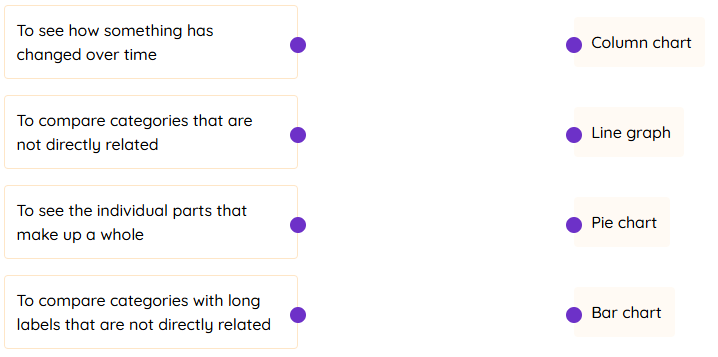 To see how something has
changed over time
Column chart
To compare categories that are
not directly related
Line graph
To see the individual parts that
make up a whole
Pie chart
To compare categories with long
labels that are not directly related
Bar chart